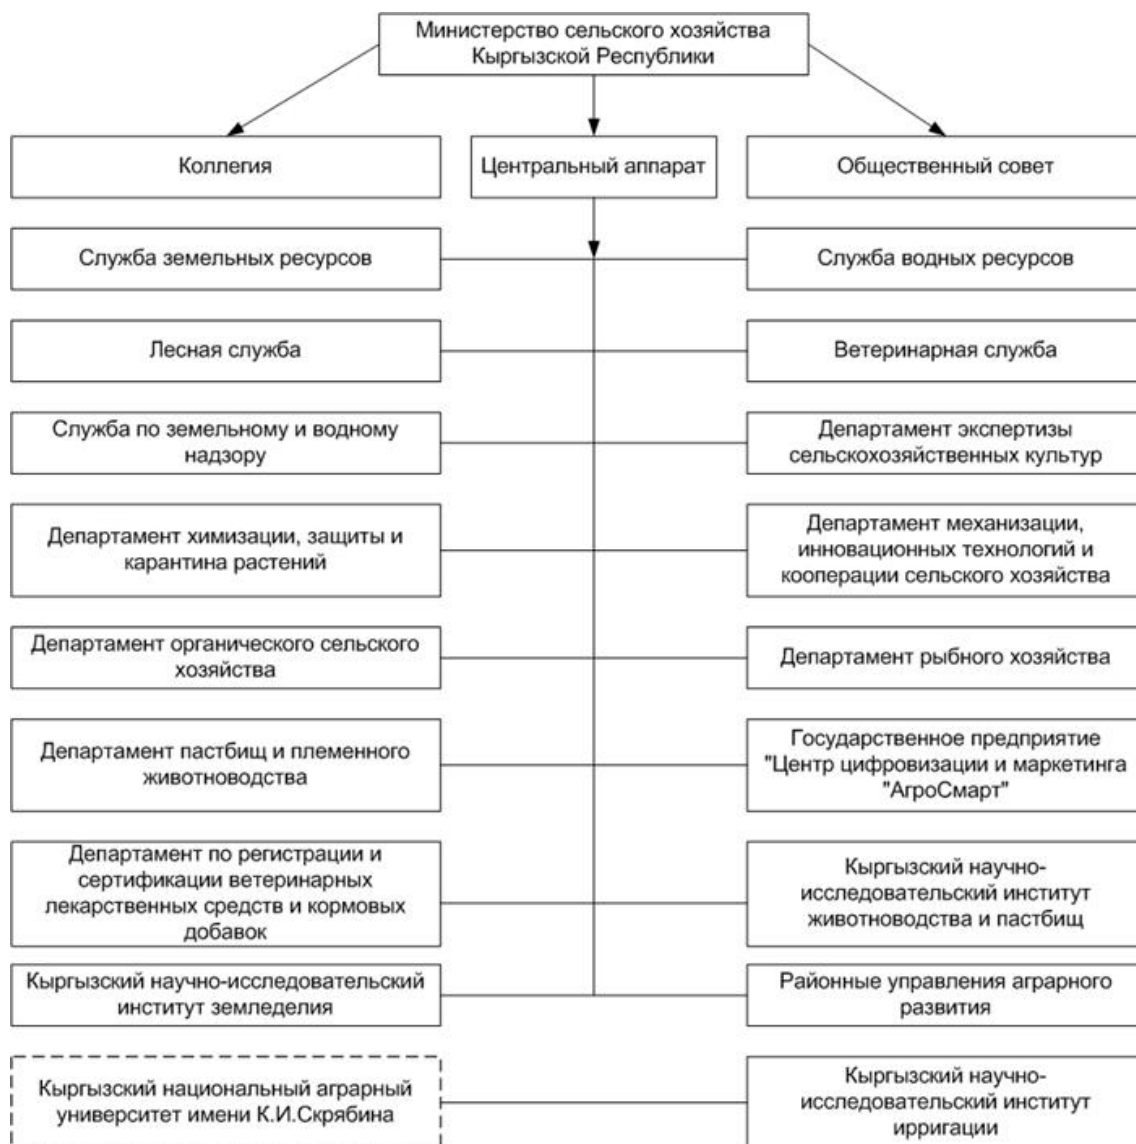 Министерство сельского хозяйства
Кыргызской Республики
Коллегия
Центральный аппарат
Общественный совет
Служба земельных ресурсов
Служба водных ресурсов
Лесная служба
Ветеринарная служба
Служба по земельному и водному
надзору
Департамент экспертизы
сельскохозяйственных культур
Департамент химизации, защиты и
карантина растений
Департамент механизации,
инновационных технологий и
кооперации сельского хозяйства
Департамент органического сельского
хозяйства
Департамент рыбного хозяйства
Департамент пастбищ и племенного
животноводства
Государственное предприятие
"Центр цифровизации и маркетинга
"АгроСмарт"
Департамент по регистрации и
сертификации ветеринарных
лекарственных средств и кормовых
добавок
Кыргызский научно-
исследовательский институт
животноводства и пастбищ
Кыргызский научно-исследовательский
институт земледелия
Районные управления аграрного
развития
Кыргызский национальный аграрный
университет имени К.И.Скрябина
Кыргызский научно-
исследовательский институт
ирригации